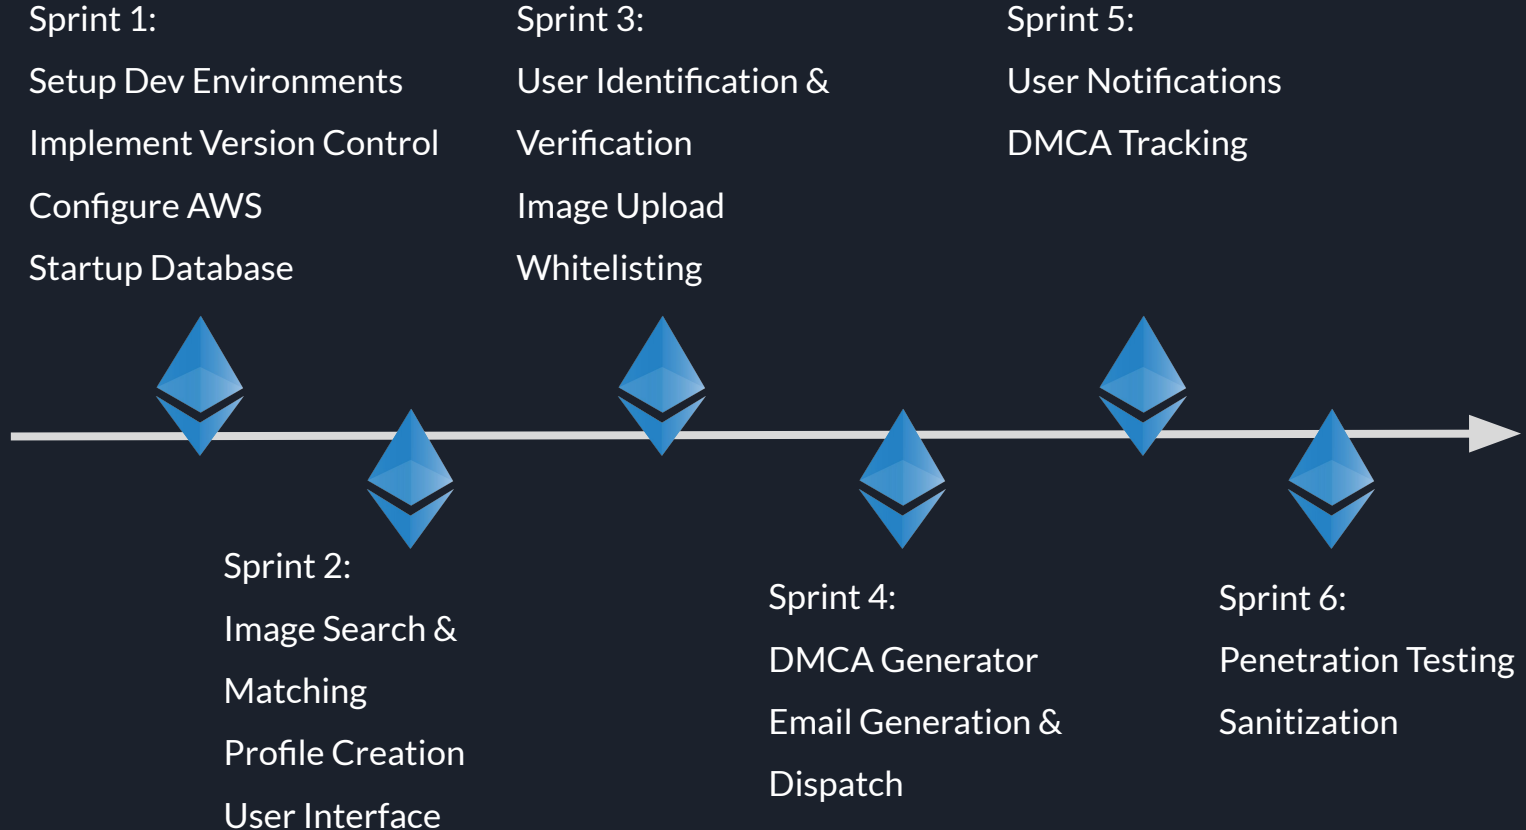 Sprint 1:
Setup Dev Environments
Implement Version Control
Configure AWS
Startup Database
Sprint 2:
Image Search &
Matching
Profile Creation
User Interface
Sprint 3:
User Identification &
Verification
Image Upload
Whitelisting
Sprint 4:
DMCA Generator
Email Generation &
Dispatch
Sprint 5:
User Notifications
DMCA Tracking
Sprint 6:
Penetration Testing
Sanitization